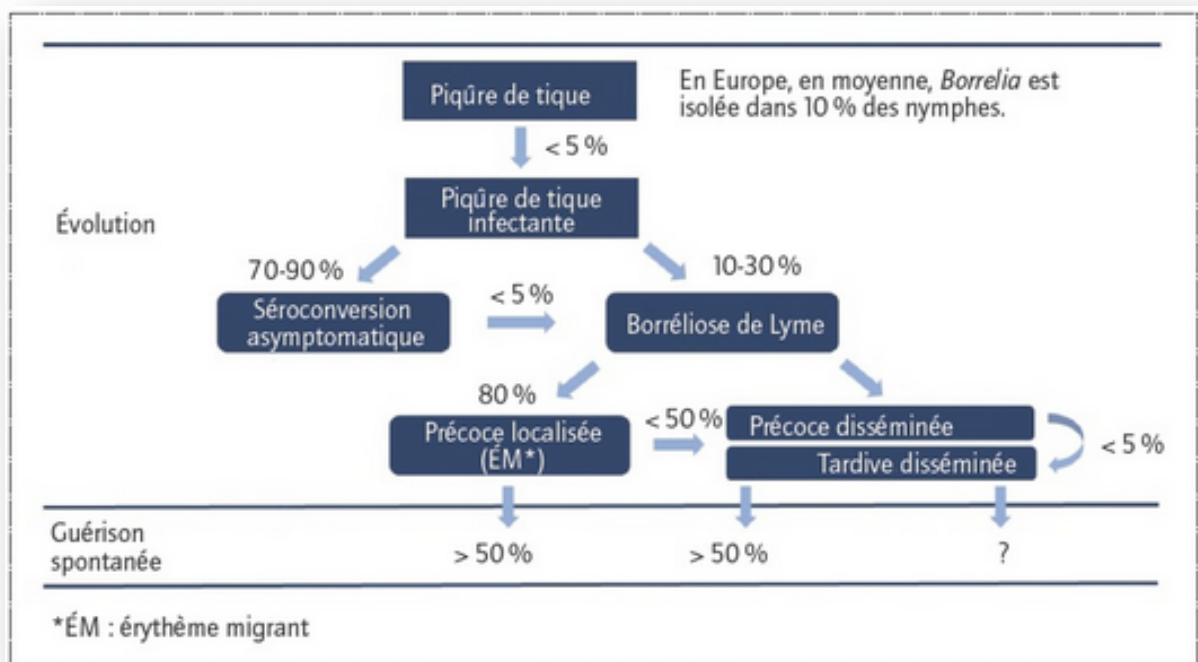 Piqûre de tique
En Europe, en moyenne, Borrelia est
isolée dans 10 % des nymphes.
< 5 %
Piqûre de tique
infectante
Évolution
70-90 %
10-30 %
Séroconversion
asymptomatique
< 5 %
Borréliose de Lyme
80 %
Précoce localisée
(ÉM*)
< 50 %
Précoce disséminée
Tardive disséminée
< 5 %
Guérison
spontanée
> 50 %
> 50 %
?
*ÉM : érythème migrant